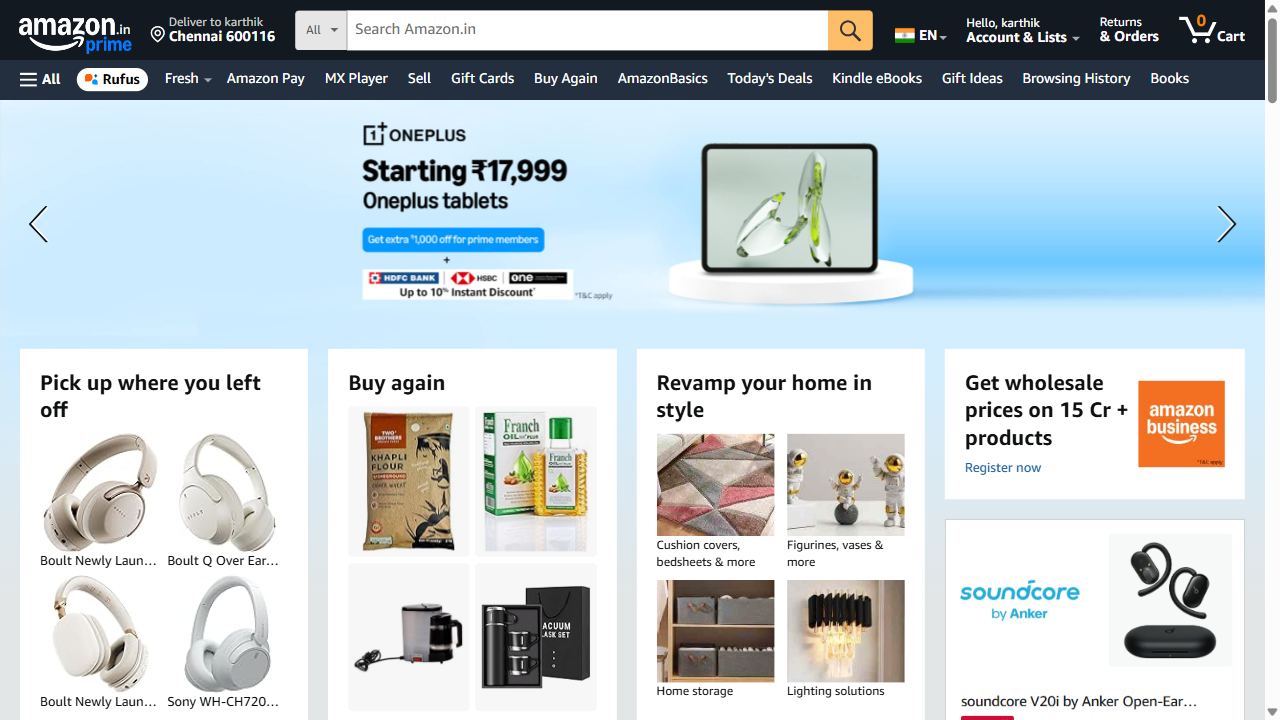 amazon.in
prime
Deliver to karthik
Chennai 600116
All
Search Amazon.in
EN
Hello, karthik
Account & Lists
Returns
& Orders
0
Cart
All
Rufus
Fresh
Amazon Pay
MX Player
Sell
Gift Cards
Buy Again
AmazonBasics
Today's Deals
Kindle eBooks
Gift Ideas
Browsing History
Books
ONEPLUS
Starting ₹17,999
Oneplus tablets
Get extra ₹1,000 off for prime members
+
HDFC BANK
HSBC
one
Up to 10% Instant Discount*
*T&C apply
Pick up where you left
off
Boult Newly Laun…
Boult Q Over Ear…
Boult Newly Laun…
Sony WH-CH720…
Buy again
TWO BROTHERS
KHAPLI
FLOUR
Franch
OIL PLUS
Franch
OIL
ACUUM
ASK SET
Revamp your home in
style
Cushion covers,
bedsheets & more
Figurines, vases &
more
Home storage
Lighting solutions
Get wholesale
prices on 15 Cr +
products
Register now
amazon
business
*T&C apply
soundcore
by Anker
soundcore V20i by Anker Open-Ear…